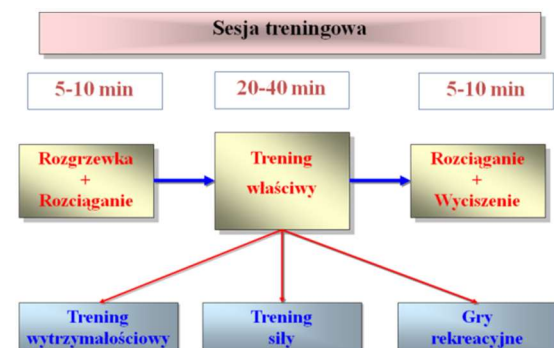 Sesja treningowa
5-10 min
20-40 min
5-10 min
Rozgrzewka
+
Rozciąganie
Trening
właściwy
Rozciąganie
+
Wyciszenie
Trening
wytrzymałościowy
Trening
siły
Gry
rekreacyjne